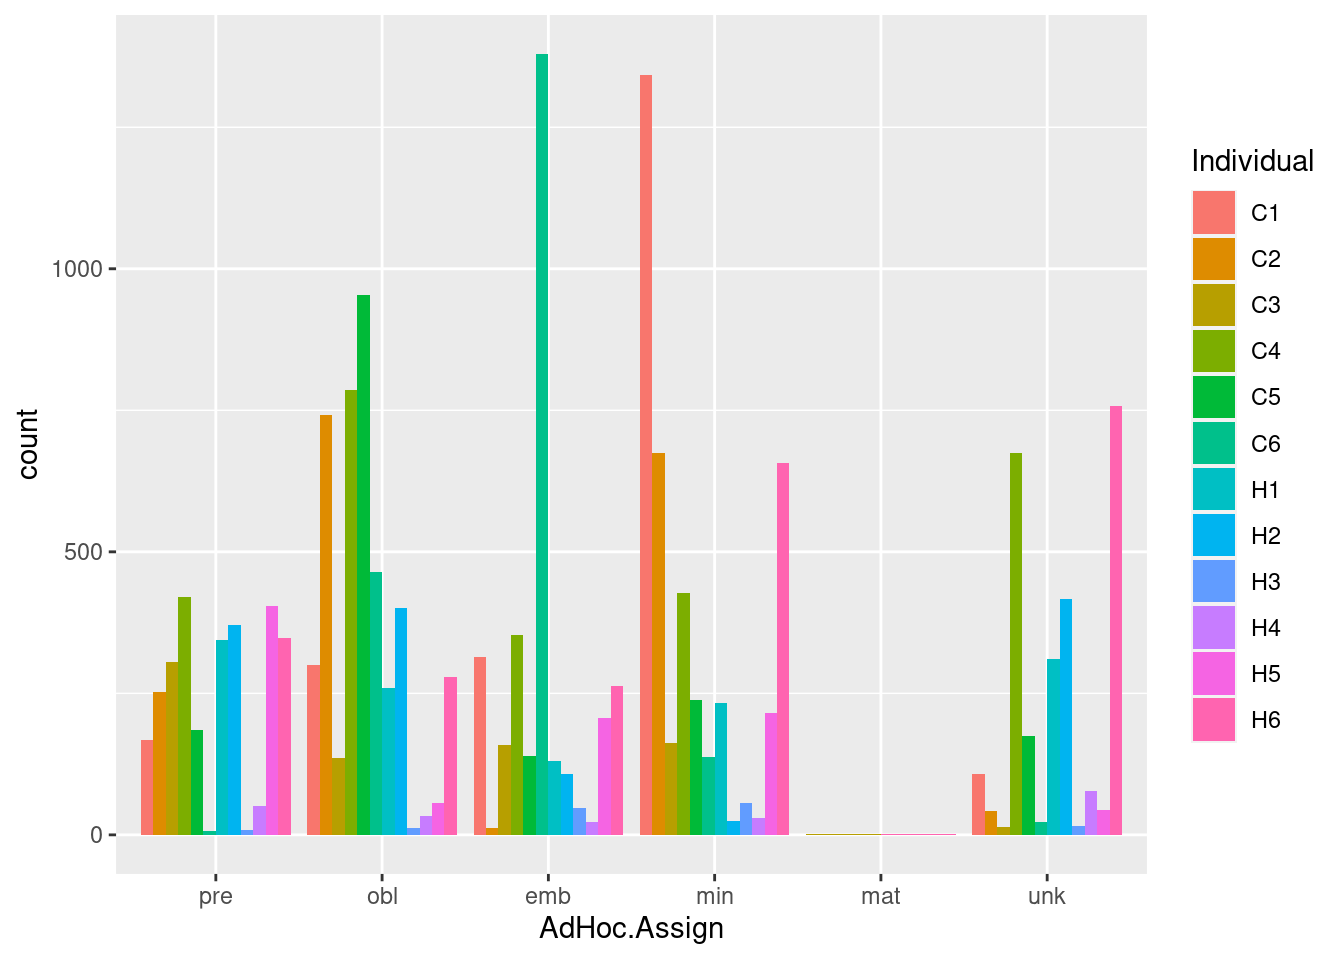 count
1000
500
0
pre obl emb min mat unk
AdHoc.Assign
Individual
C1
C2
C3
C4
C5
C6
H1
H2
H3
H4
H5
H6